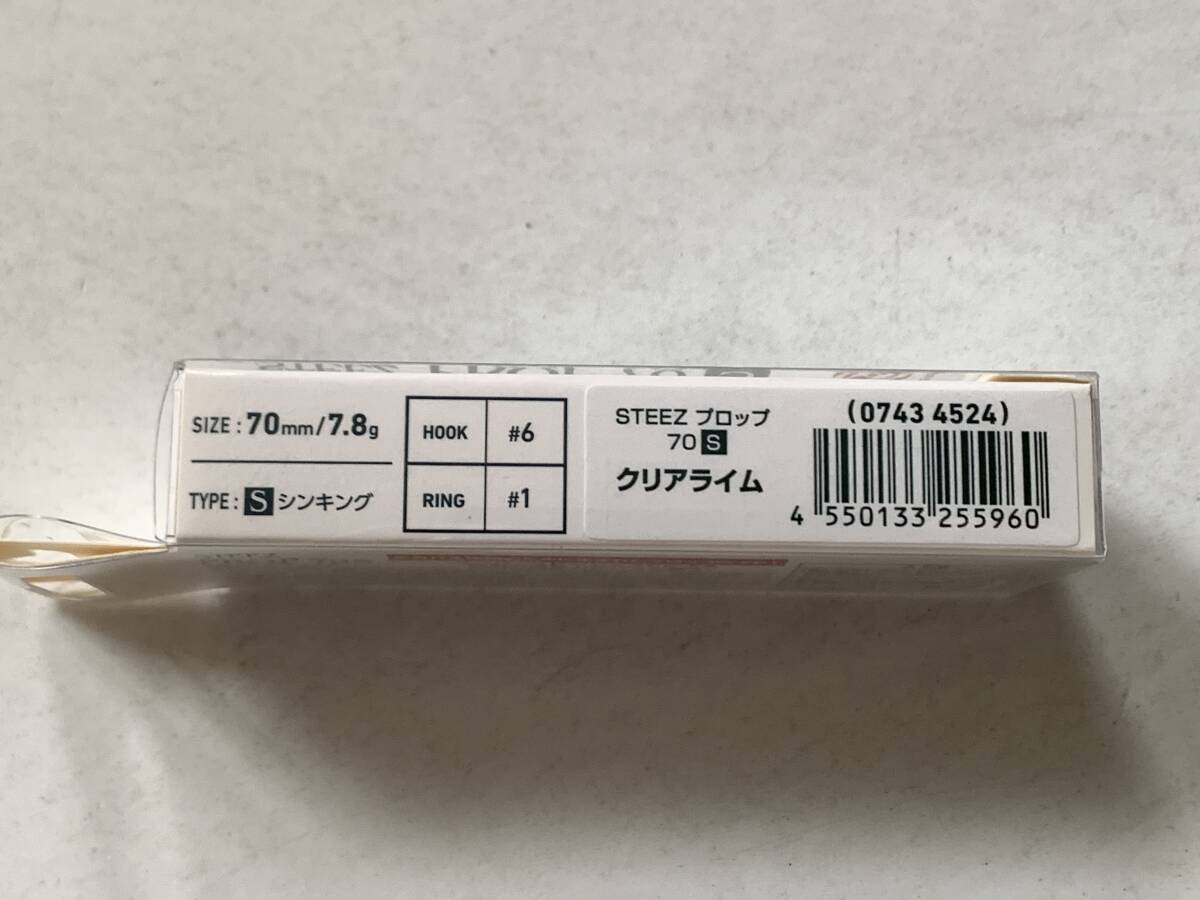 SIZE : 70mm/7.8g
TYPE : S シンキング
HOOK #6
RING #1
STEEZ プロップ
70 S
クリアライム
(0743 4524)
4 550133 255960